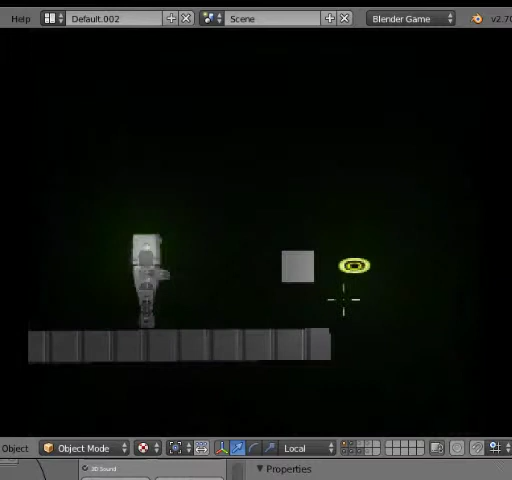 Help Default.002 Scene Blender Game v2.70
Object Object Mode Local
3D Sound Properties